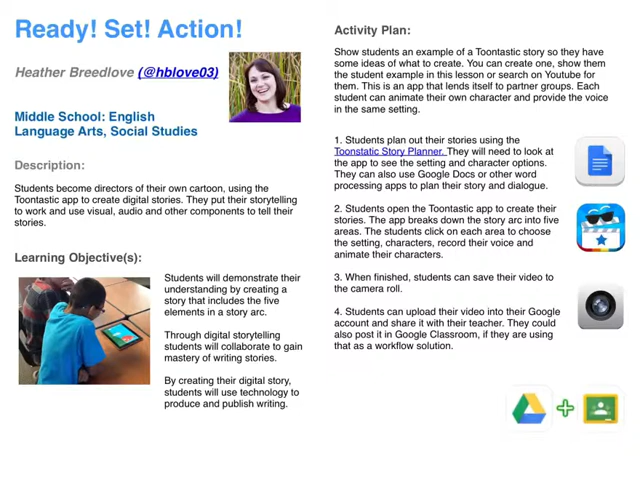 Ready! Set! Action!
Heather Breedlove (@hblove03)
Middle School: English
Language Arts, Social Studies
Description:
Students become directors of their own cartoon, using the
Toontastic app to create digital stories. They put their storytelling
to work and use visual, audio and other components to tell their
stories.
Learning Objective(s):
Students will demonstrate their
understanding by creating a
story that includes the five
elements in a story arc.
Through digital storytelling
students will collaborate to gain
mastery of writing stories.
By creating their digital story,
students will use technology to
produce and publish writing.
Activity Plan:
Show students an example of a Toontastic story so they have
some ideas of what to create. You can create one, show them
the student example in this lesson or search on Youtube for
them. This is an app that lends itself to partner groups. Each
student can animate their own character and provide the voice
in the same setting.
1. Students plan out their stories using the
Toonstatic Story Planner. They will need to look at
the app to see the setting and character options.
They can also use Google Docs or other word
processing apps to plan their story and dialogue.
2. Students open the Toontastic app to create their
stories. The app breaks down the story arc into five
areas. The students click on each area to choose
the setting, characters, record their voice and
animate their characters.
3. When finished, students can save their video to
the camera roll.
4. Students can upload their video into their Google
account and share it with their teacher. They could
also post it in Google Classroom, if they are using
that as a workflow solution.